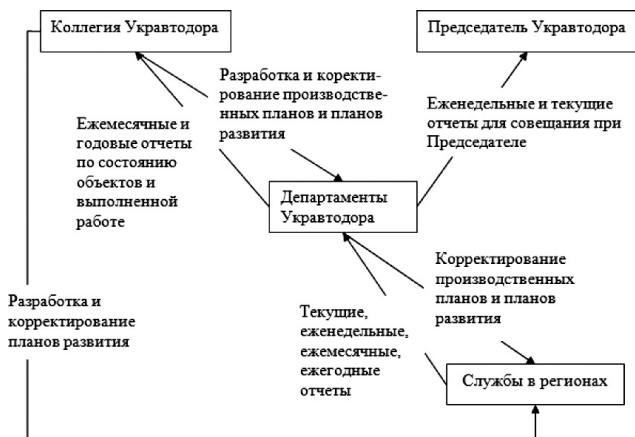 Коллегия Укравтодора
Председатель Укравтодора
Разработка и коректи-
рование производстве-
нных планов и планов
развития
Еженедельные и текущие
отчеты для совещания при
Председателе
Ежемесячные и
годовые отчеты
по состоянию
объектов и
выполненной
работе
Департаменты
Укравтодора
Корректирование
производственных
планов и планов
развития
Разработка и
корректирование
планов развития
Текущие,
еженедельные,
ежемесячные,
ежегодные
отчеты
Службы в регионах